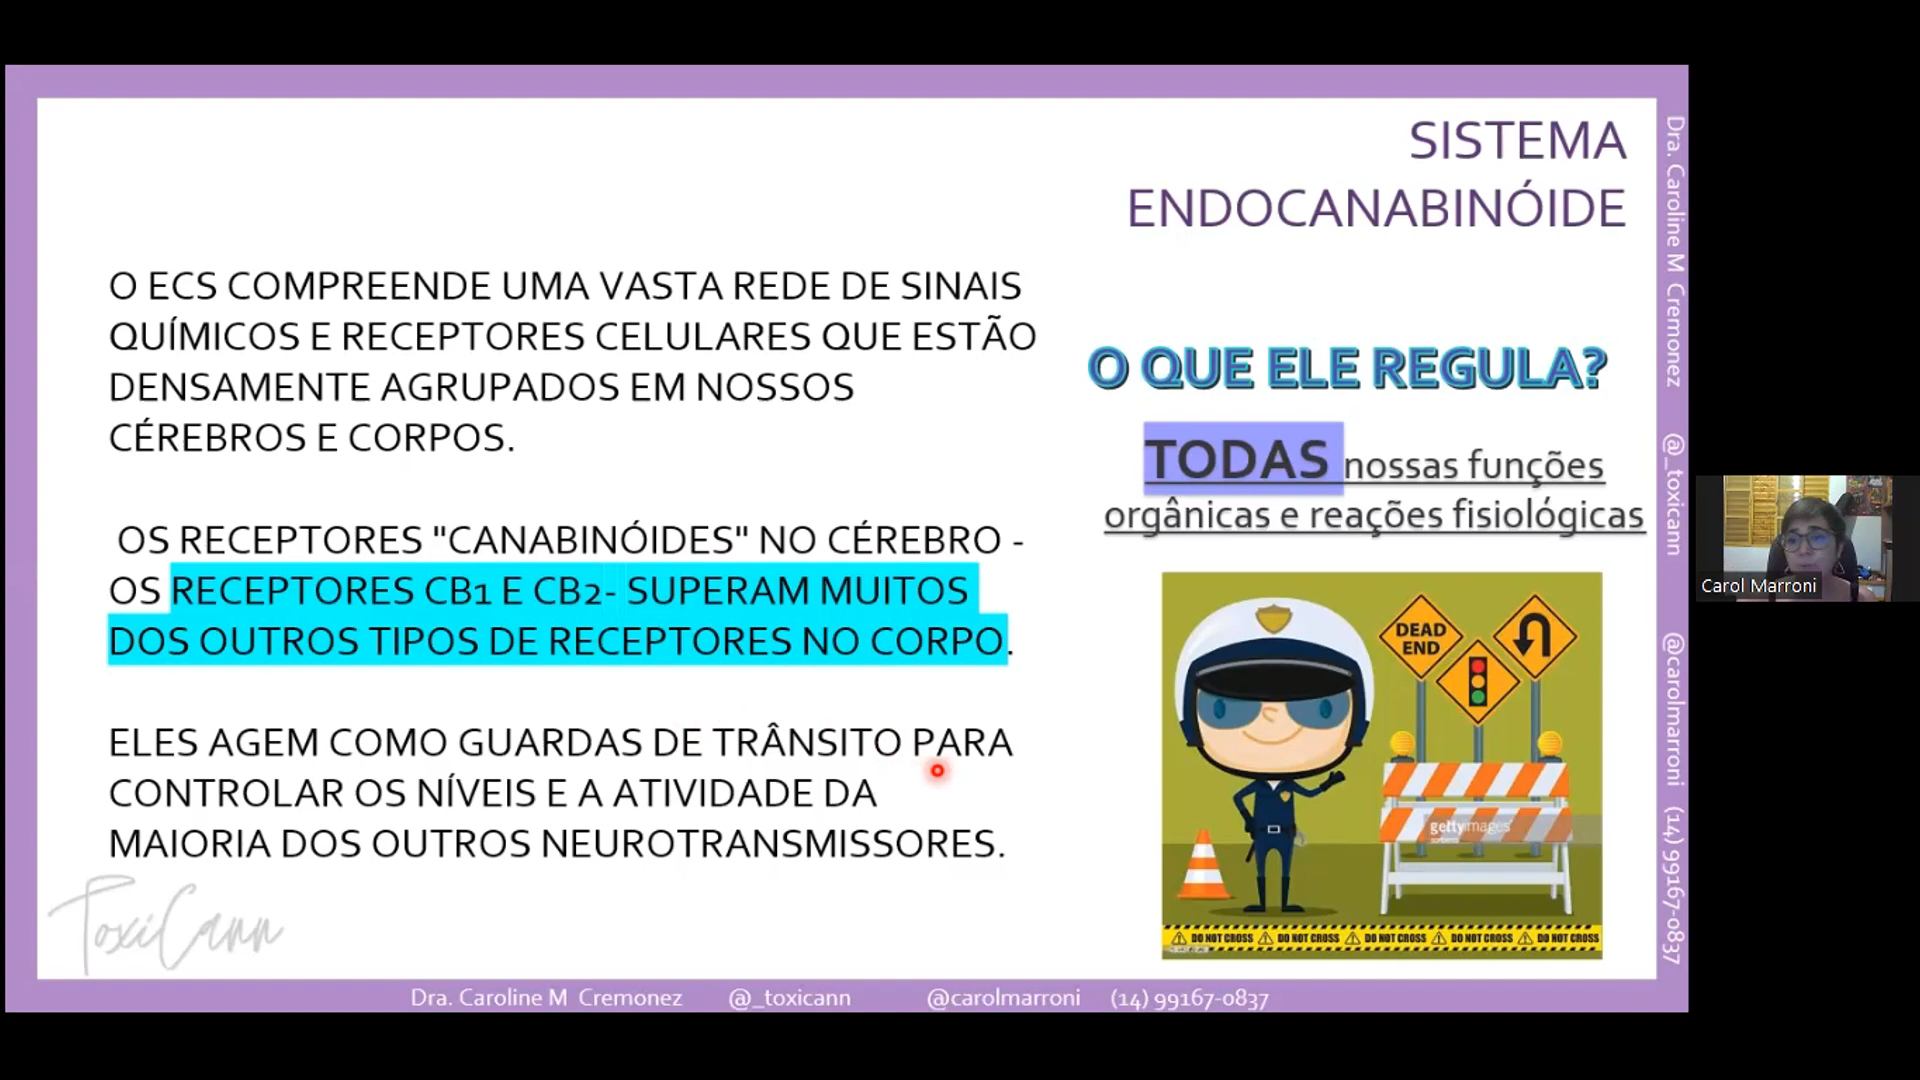 SISTEMA
ENDOCANABINÓIDE
O ECS COMPREENDE UMA VASTA REDE DE SINAIS
QUÍMICOS E RECEPTORES CELULARES QUE ESTÃO
DENSAMENTE AGRUPADOS EM NOSSOS
CÉREBROS E CORPOS.
OS RECEPTORES "CANABINÓIDES" NO CÉREBRO -
OS RECEPTORES CB1 E CB2- SUPERAM MUITOS
DOS OUTROS TIPOS DE RECEPTORES NO CORPO.
ELES AGEM COMO GUARDAS DE TRÂNSITO PARA
CONTROLAR OS NÍVEIS E A ATIVIDADE DA
MAIORIA DOS OUTROS NEUROTRANSMISSORES.
O QUE ELE REGULA?
TODAS nossas funções
orgânicas e reações fisiológicas
DEAD
END
gettyimages
DO NOT CROSS DO NOT CROSS DO NOT CROSS DO NOT CROSS DO NOT CROSS
ToxiCann
Dra. Caroline M Cremonez @_toxicann @carolmarroni (14) 99167-0837
Dra. Caroline M Cremonez @_toxicann @carolmarroni (14) 99167-0837
Carol Marroni